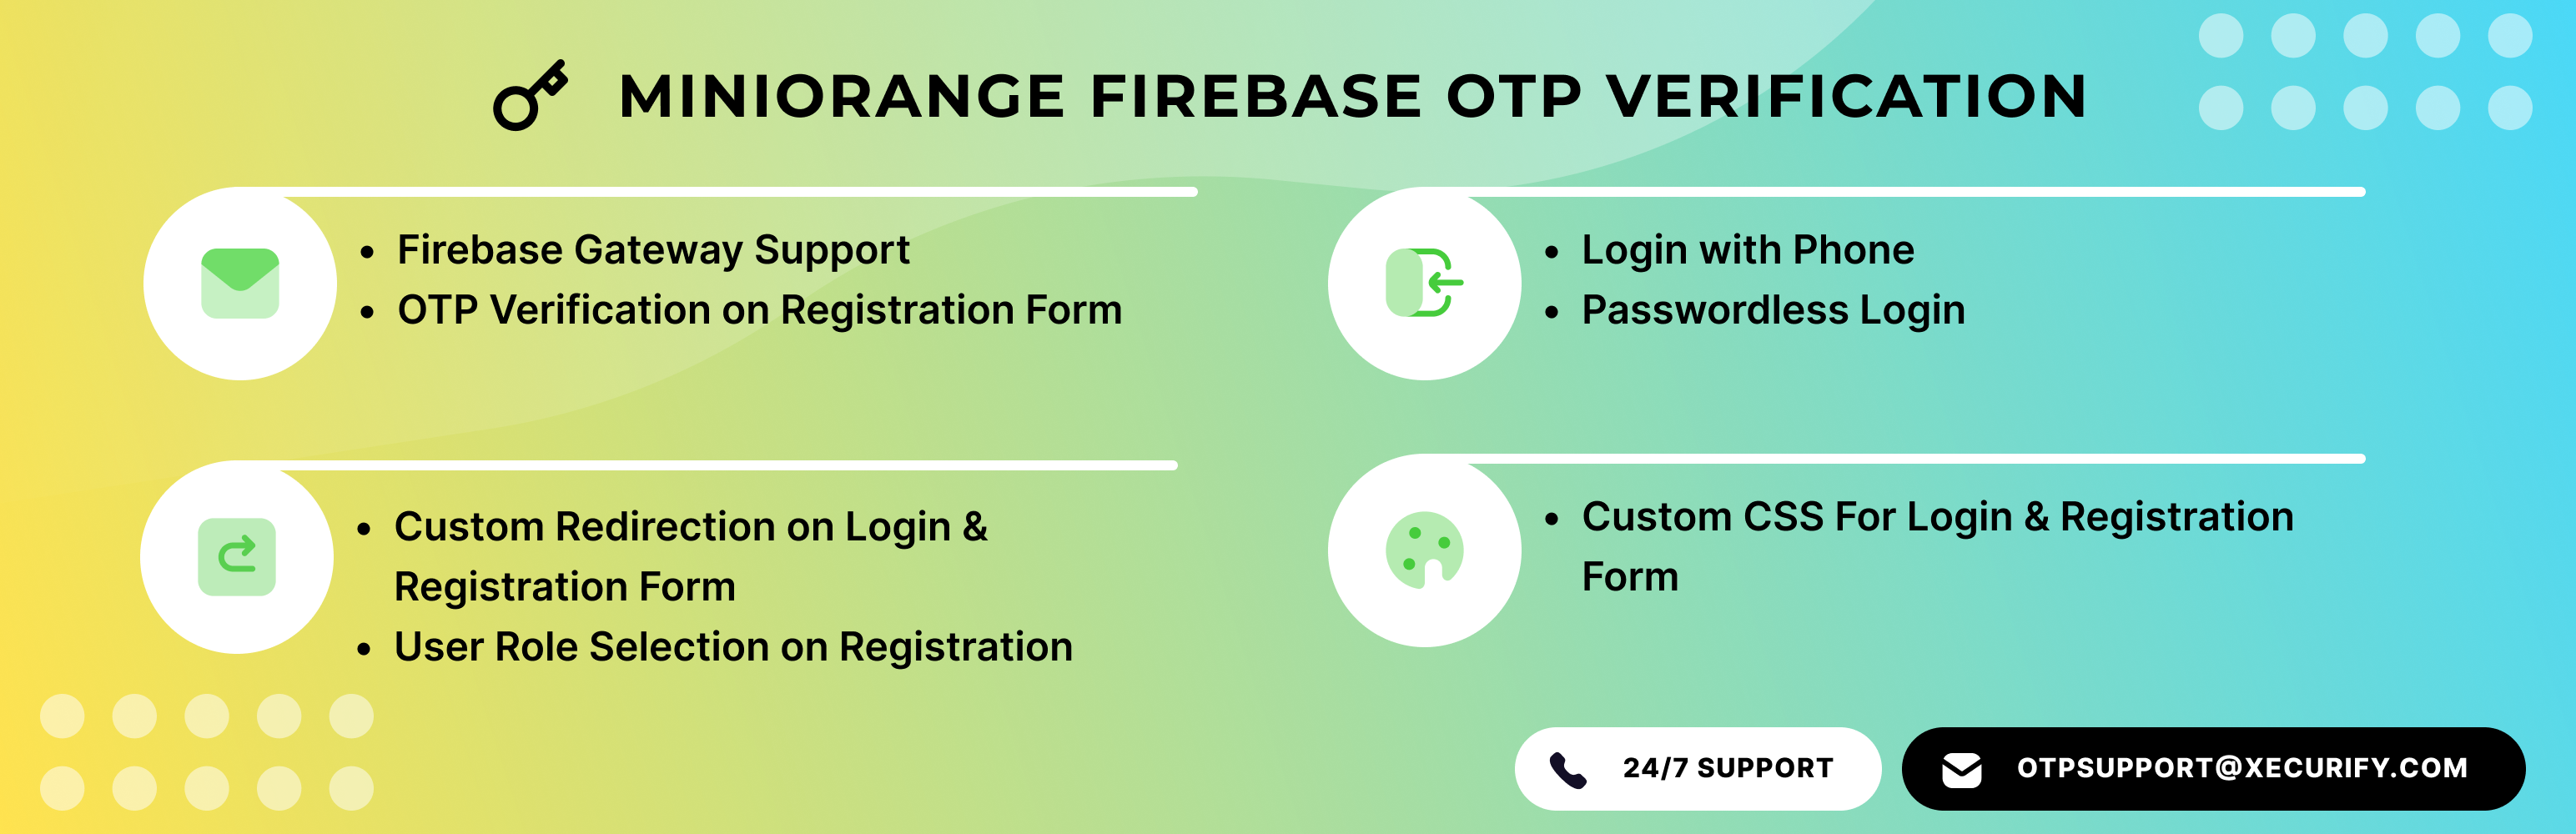 MINIORANGE FIREBASE OTP VERIFICATION
• Firebase Gateway Support
• OTP Verification on Registration Form
• Login with Phone
• Passwordless Login
• Custom Redirection on Login &
Registration Form
• User Role Selection on Registration
• Custom CSS For Login & Registration
Form
24/7 SUPPORT
OTPSUPPORT@XECURIFY.COM